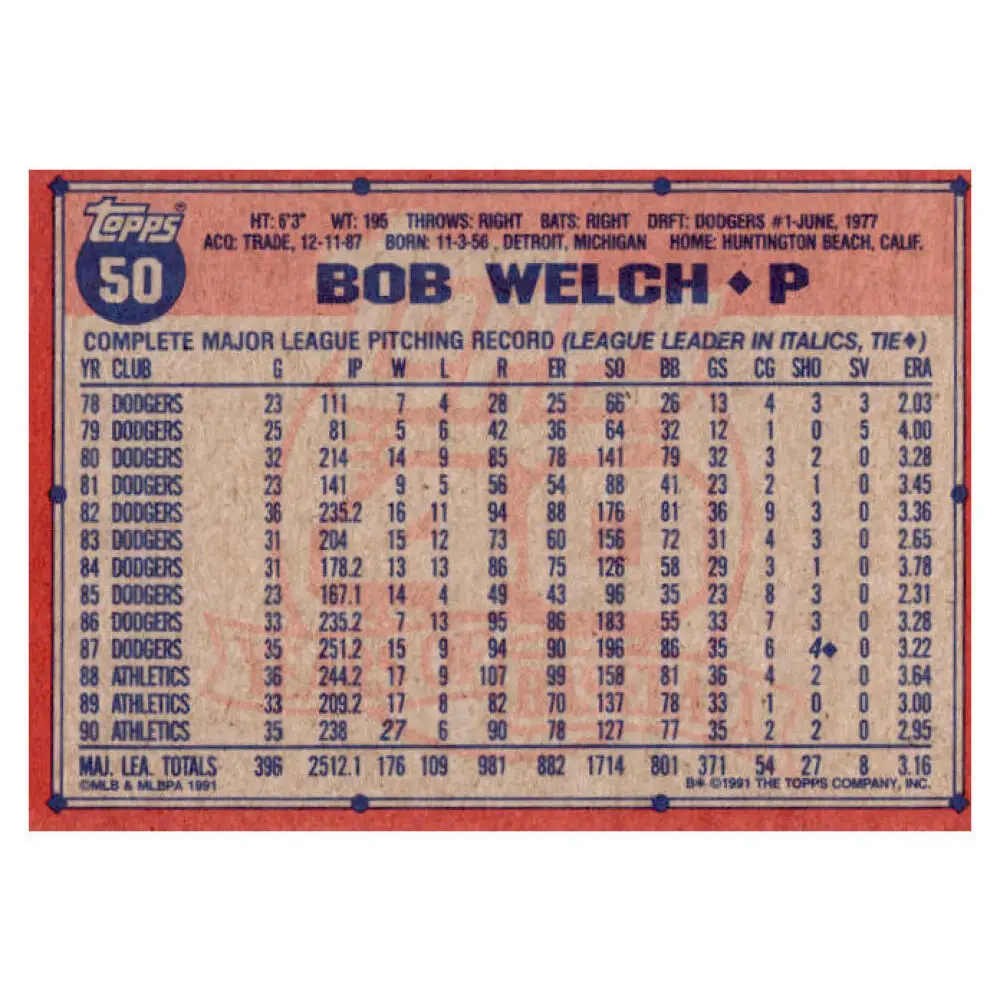 Topps®
50
HT: 6'3" WT: 195 THROWS: RIGHT BATS: RIGHT DRFT: DODGERS #1-JUNE, 1977
ACQ: TRADE, 12-11-87 BORN: 11-3-56 , DETROIT, MICHIGAN HOME: HUNTINGTON BEACH, CALIF.
BOB WELCH ♦ P
COMPLETE MAJOR LEAGUE PITCHING RECORD (LEAGUE LEADER IN ITALICS, TIE♦)
YR CLUB G IP W L R ER SO BB GS CG SHO SV ERA
78 DODGERS 23 111 7 4 28 25 66 26 13 4 3 3 2.03
79 DODGERS 25 81 5 6 42 36 64 32 12 1 0 5 4.00
80 DODGERS 32 214 14 9 85 78 141 79 32 3 2 0 3.28
81 DODGERS 23 141 9 5 56 54 88 41 23 2 1 0 3.45
82 DODGERS 36 235.2 16 11 94 88 176 81 36 9 3 0 3.36
83 DODGERS 31 204 15 12 73 60 156 72 31 4 3 0 2.65
84 DODGERS 31 178.2 13 13 86 75 126 58 29 3 1 0 3.78
85 DODGERS 23 167.1 14 4 49 43 96 35 23 8 3 0 2.31
86 DODGERS 33 235.2 7 13 95 86 183 55 33 7 3 0 3.28
87 DODGERS 35 251.2 15 9 94 90 196 86 35 6 4♦ 0 3.22
88 ATHLETICS 36 244.2 17 9 107 99 158 81 36 4 2 0 3.64
89 ATHLETICS 33 209.2 17 8 82 70 137 78 33 1 0 0 3.00
90 ATHLETICS 35 238 27 6 90 78 127 77 35 2 2 0 2.95
MAJ. LEA. TOTALS 396 2512.1 176 109 981 882 1714 801 371 54 27 8 3.16
©MLB & MLBPA 1991 B* ©1991 THE TOPPS COMPANY, INC.